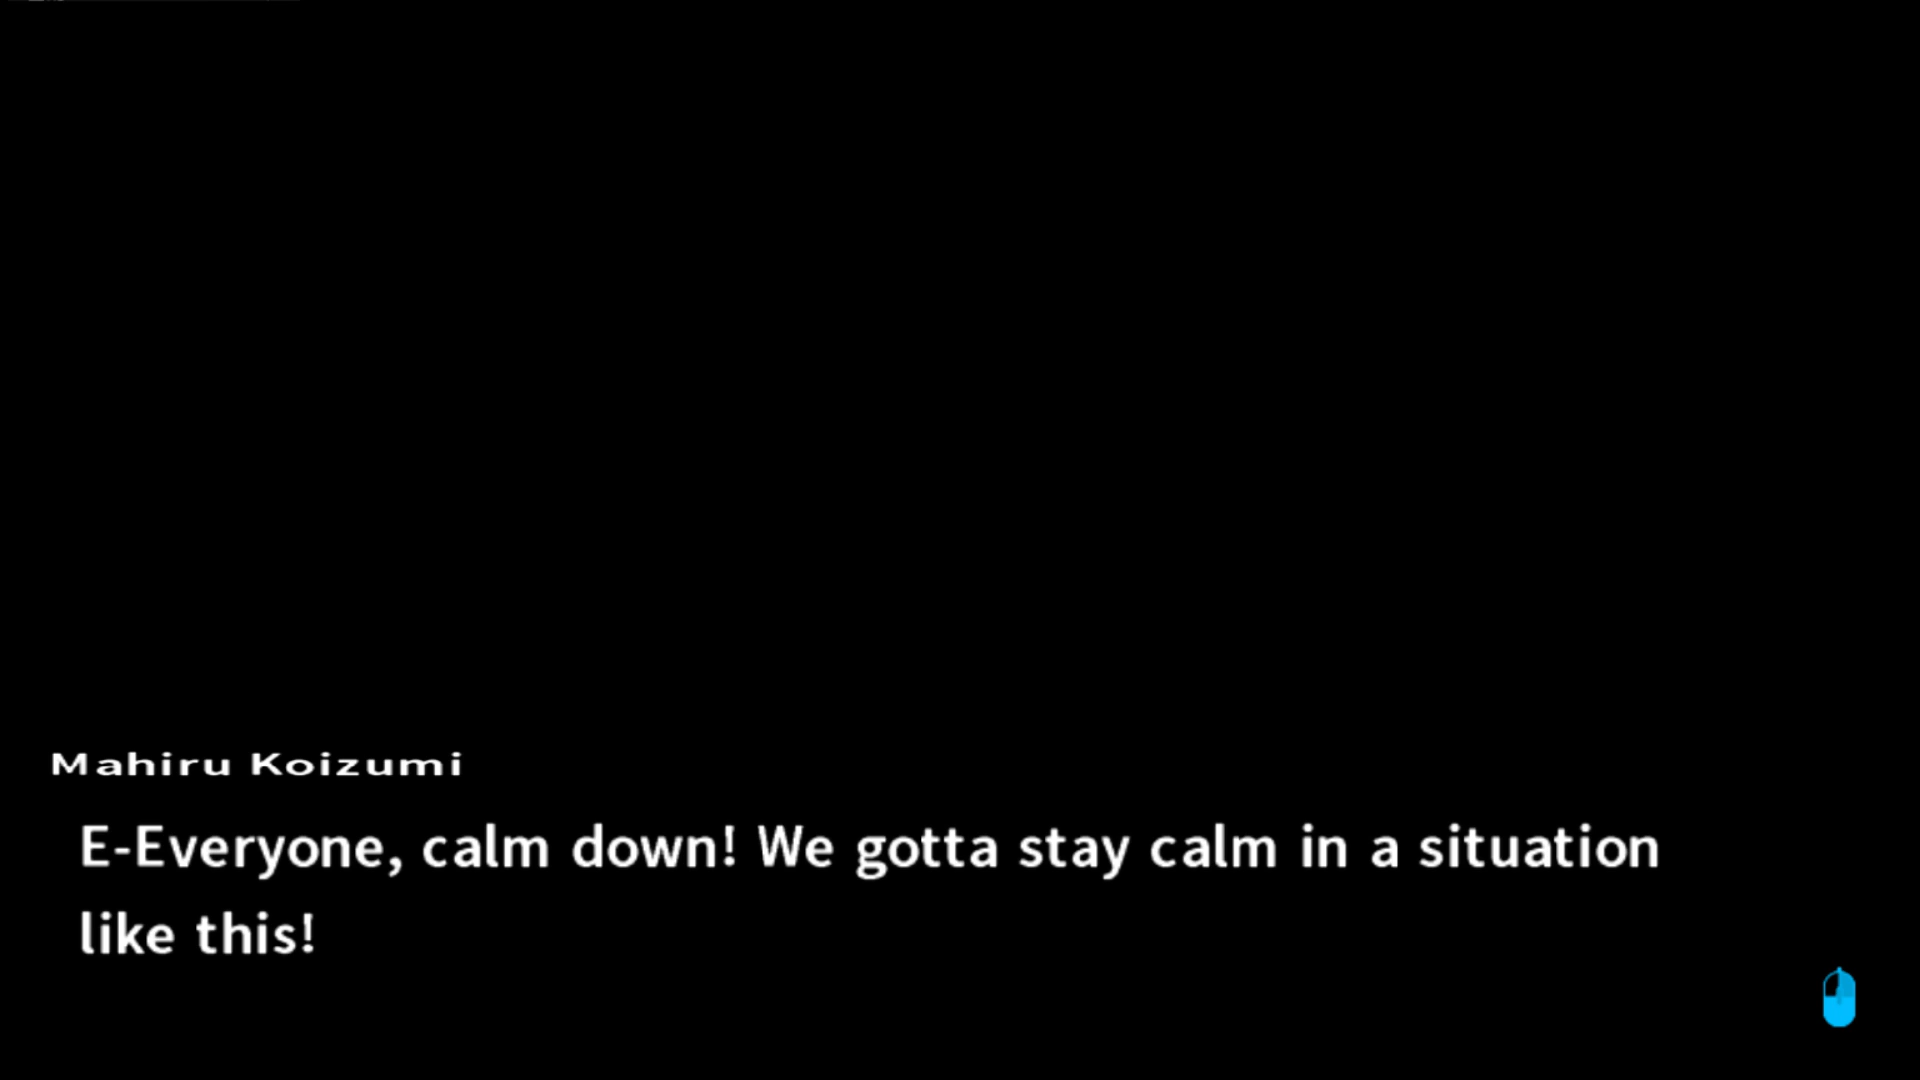 Mahiru Koizumi
E-Everyone, calm down! We gotta stay calm in a situation
like this!